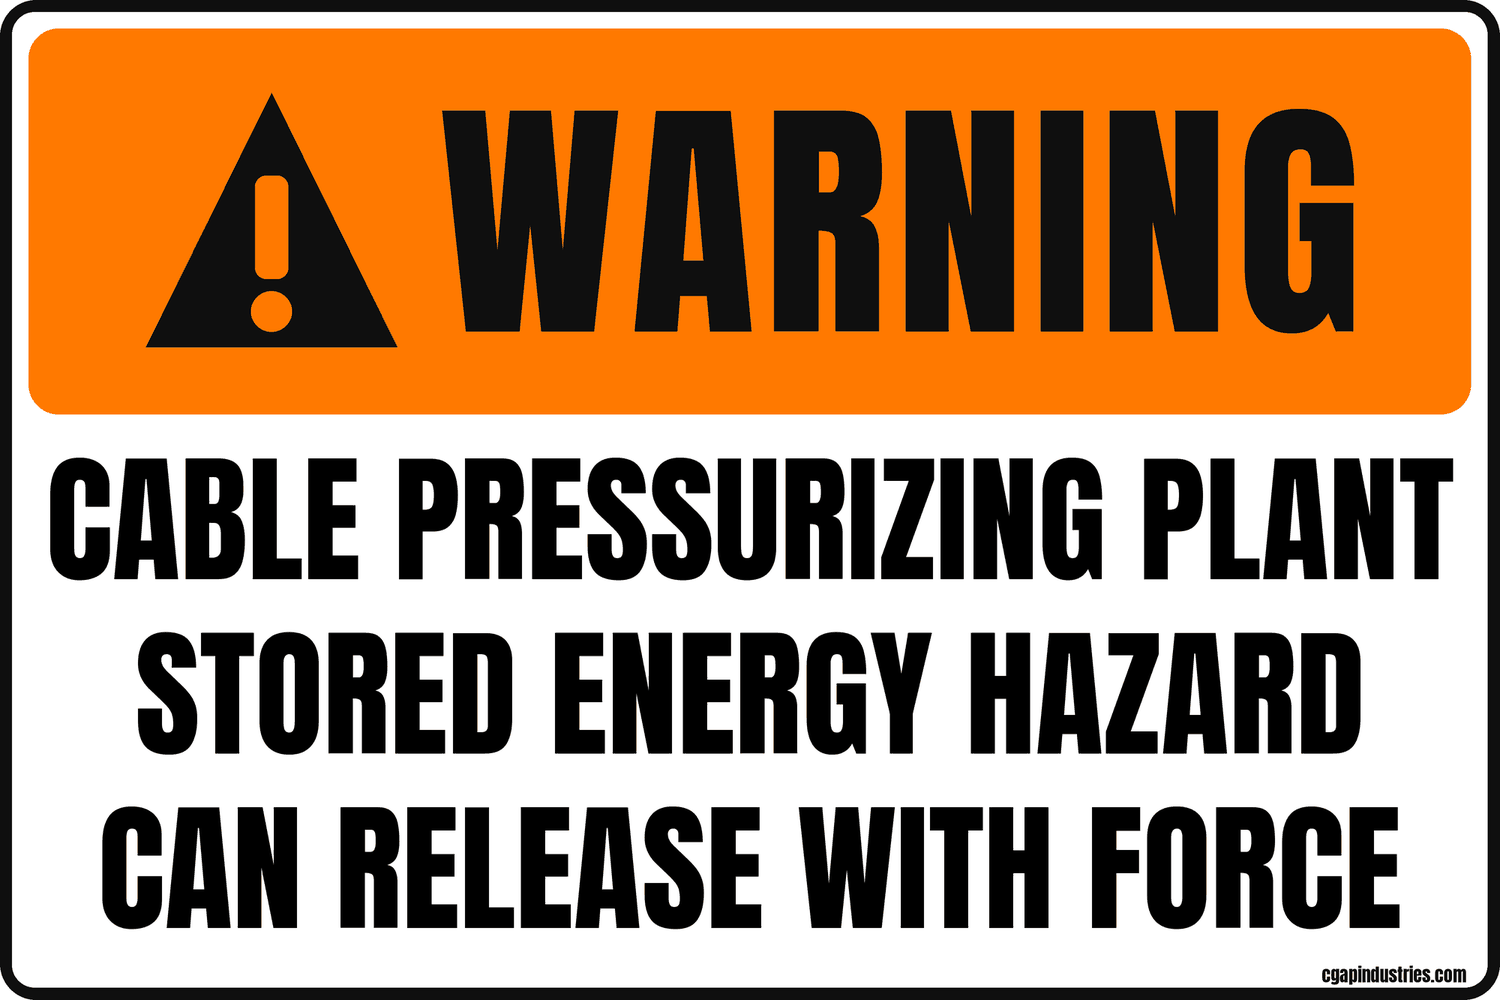 WARNING
CABLE PRESSURIZING PLANT
STORED ENERGY HAZARD
CAN RELEASE WITH FORCE
cgapindustries.com